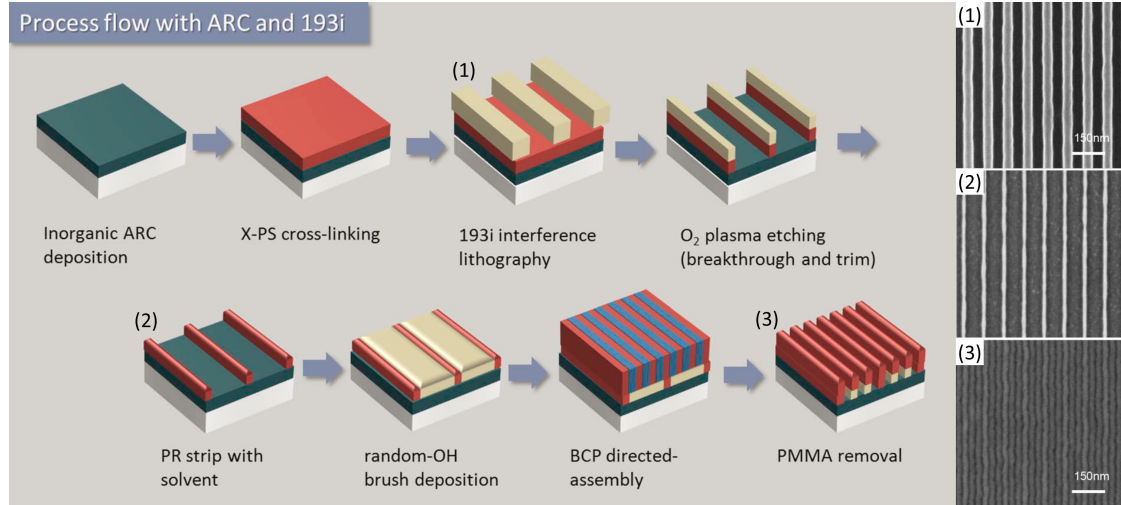 Process flow with ARC and 193i
(1)
Inorganic ARC
deposition
X-PS cross-linking
193i interference
lithography
O₂ plasma etching
(breakthrough and trim)
(2)
PR strip with
solvent
random-OH
brush deposition
BCP directed-
assembly
(3)
PMMA removal
(1)
150nm
(2)
(3)
150nm